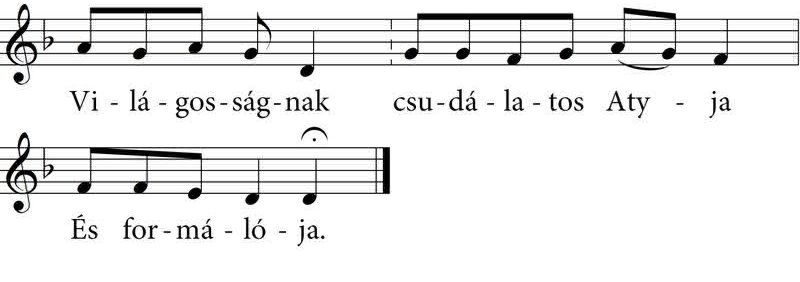 Vi - lá - gos - ság - nak csu - dá - la - tos Aty - ja
És for - má - ló - ja.